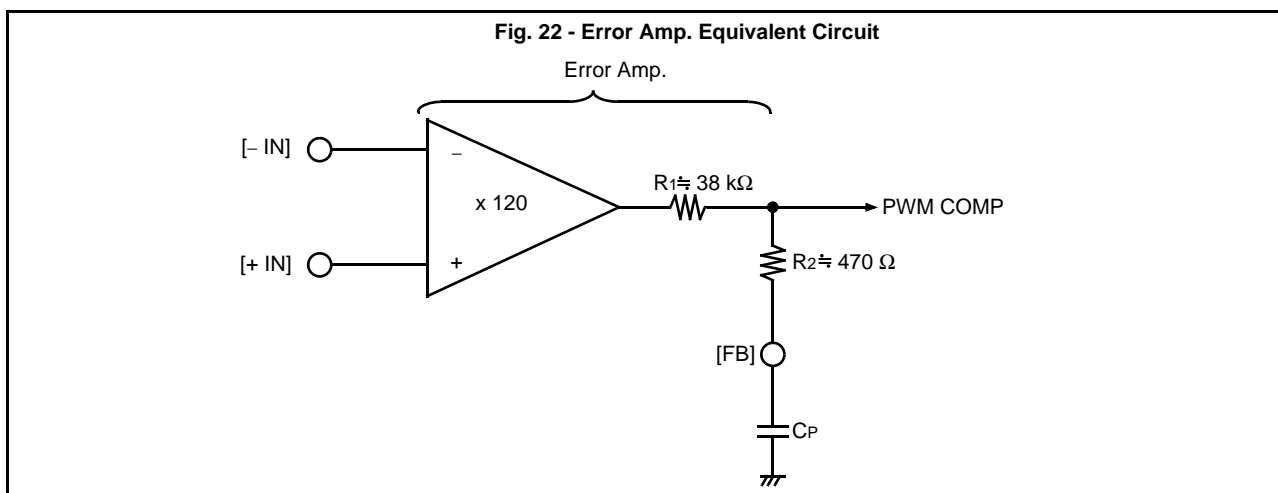 Fig. 22 - Error Amp. Equivalent Circuit
Error Amp.
[− IN]
−
R1≒ 38 kΩ
x 120
PWM COMP
[+ IN]
+
R2≒ 470 Ω
[FB]
CP